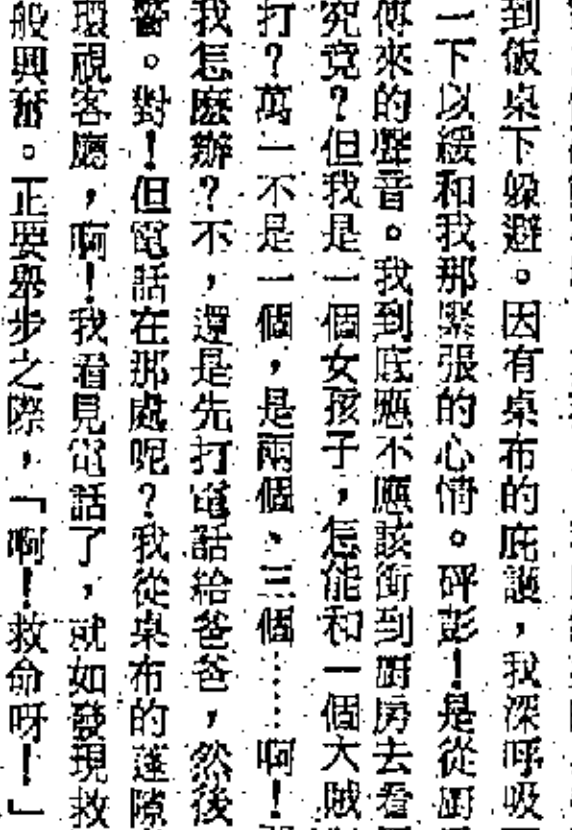 到飯桌下躲避。因有桌布的庇護，我深呼吸
一下以緩和我那緊張的心情。砰彭！是從廚
傳來的聲音。我到底應不應該衝到厨房去看
究竟？但我是一個女孩子，怎能和一個大賊
打？萬一不是一個，是兩個、三個……啊！
我怎麽辦？不，還是先打電話給爸爸，然後
警。對！但電話在那處呢？我從桌布的蓬隙
環視客廳，啊！我看見電話了，就如發現救
般興奮。正要舉步之際，「啊！救命呀！」